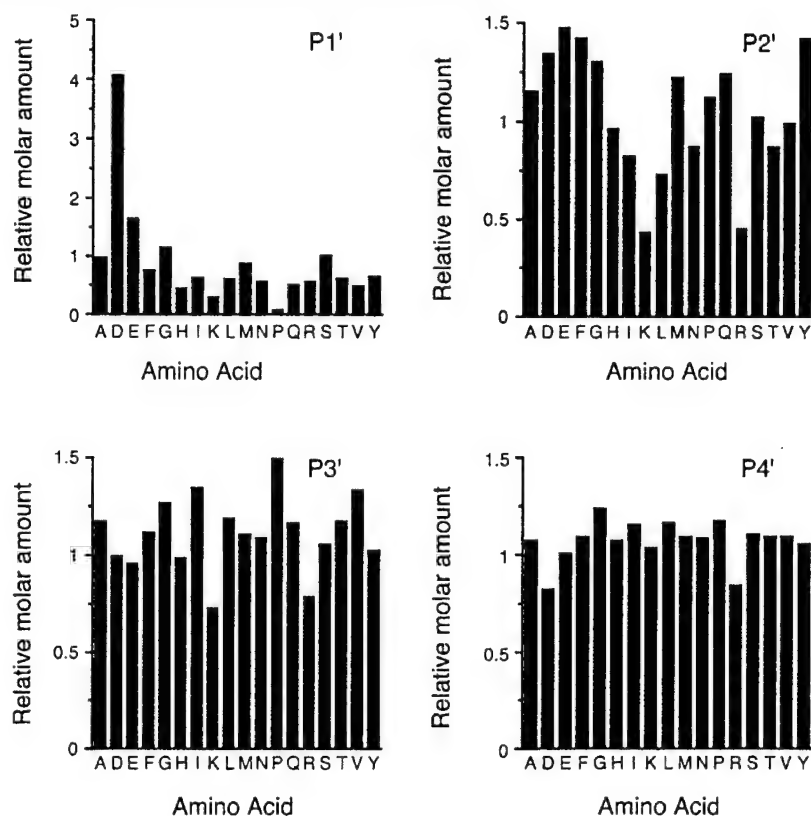 P1'
Relative molar amount
5
4
3
2
1
0
A D E F G H I K L M N P Q R S T V Y
Amino Acid
P2'
Relative molar amount
1.5
1
0.5
0
A D E F G H I K L M N P Q R S T V Y
Amino Acid
P3'
Relative molar amount
1.5
1
0.5
0
A D E F G H I K L M N P Q R S T V Y
Amino Acid
P4'
Relative molar amount
1.5
1
0.5
0
A D E F G H I K L M N P R S T V Y
Amino Acid